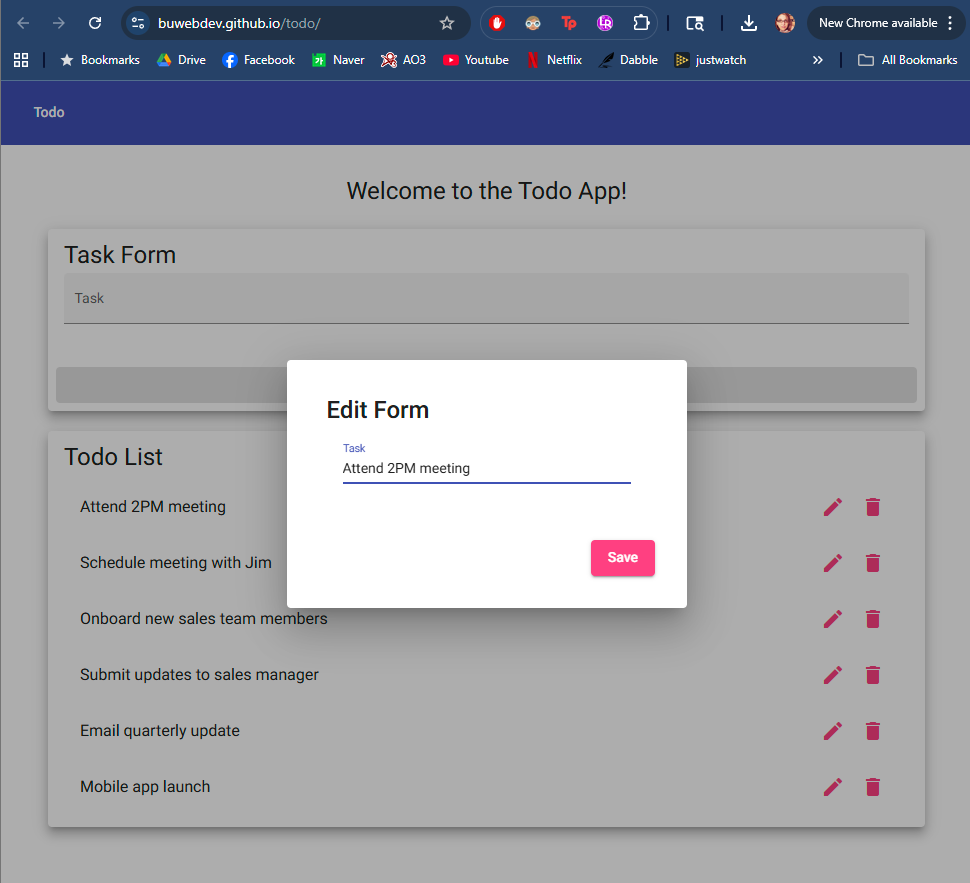 buwebdev.github.io/todo/
New Chrome available
Bookmarks Drive Facebook 가 Naver AO3 Youtube Netflix Dabble justwatch » All Bookmarks
Todo
Welcome to the Todo App!
Task Form
Task
Edit Form
Task
Attend 2PM meeting
Save
Todo List
Attend 2PM meeting
Schedule meeting with Jim
Onboard new sales team members
Submit updates to sales manager
Email quarterly update
Mobile app launch